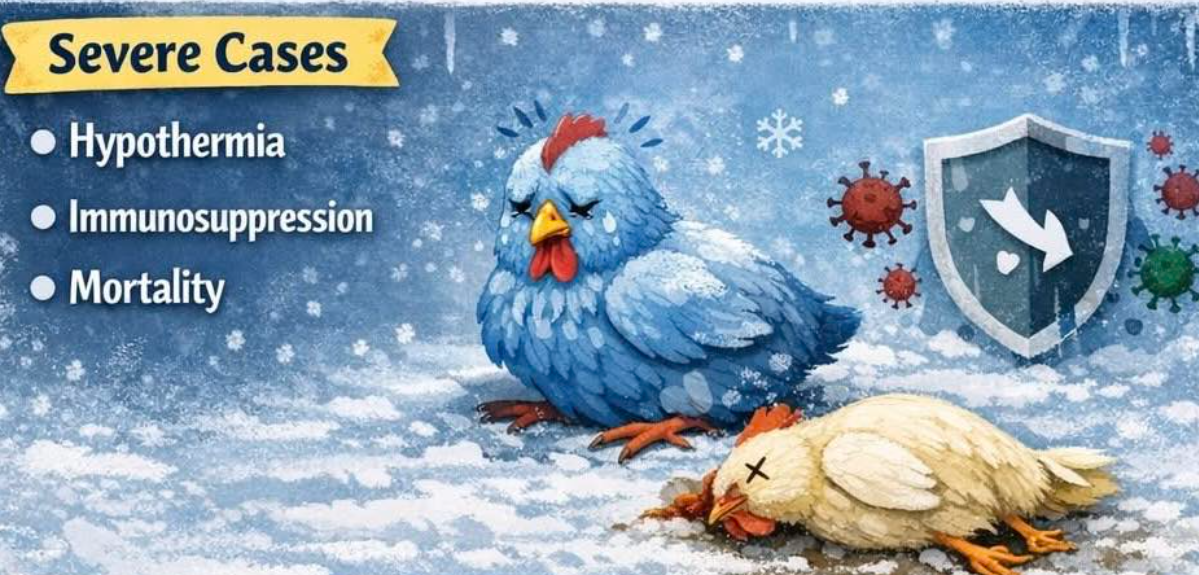 Severe Cases
Hypothermia
Immunosuppression
Mortality